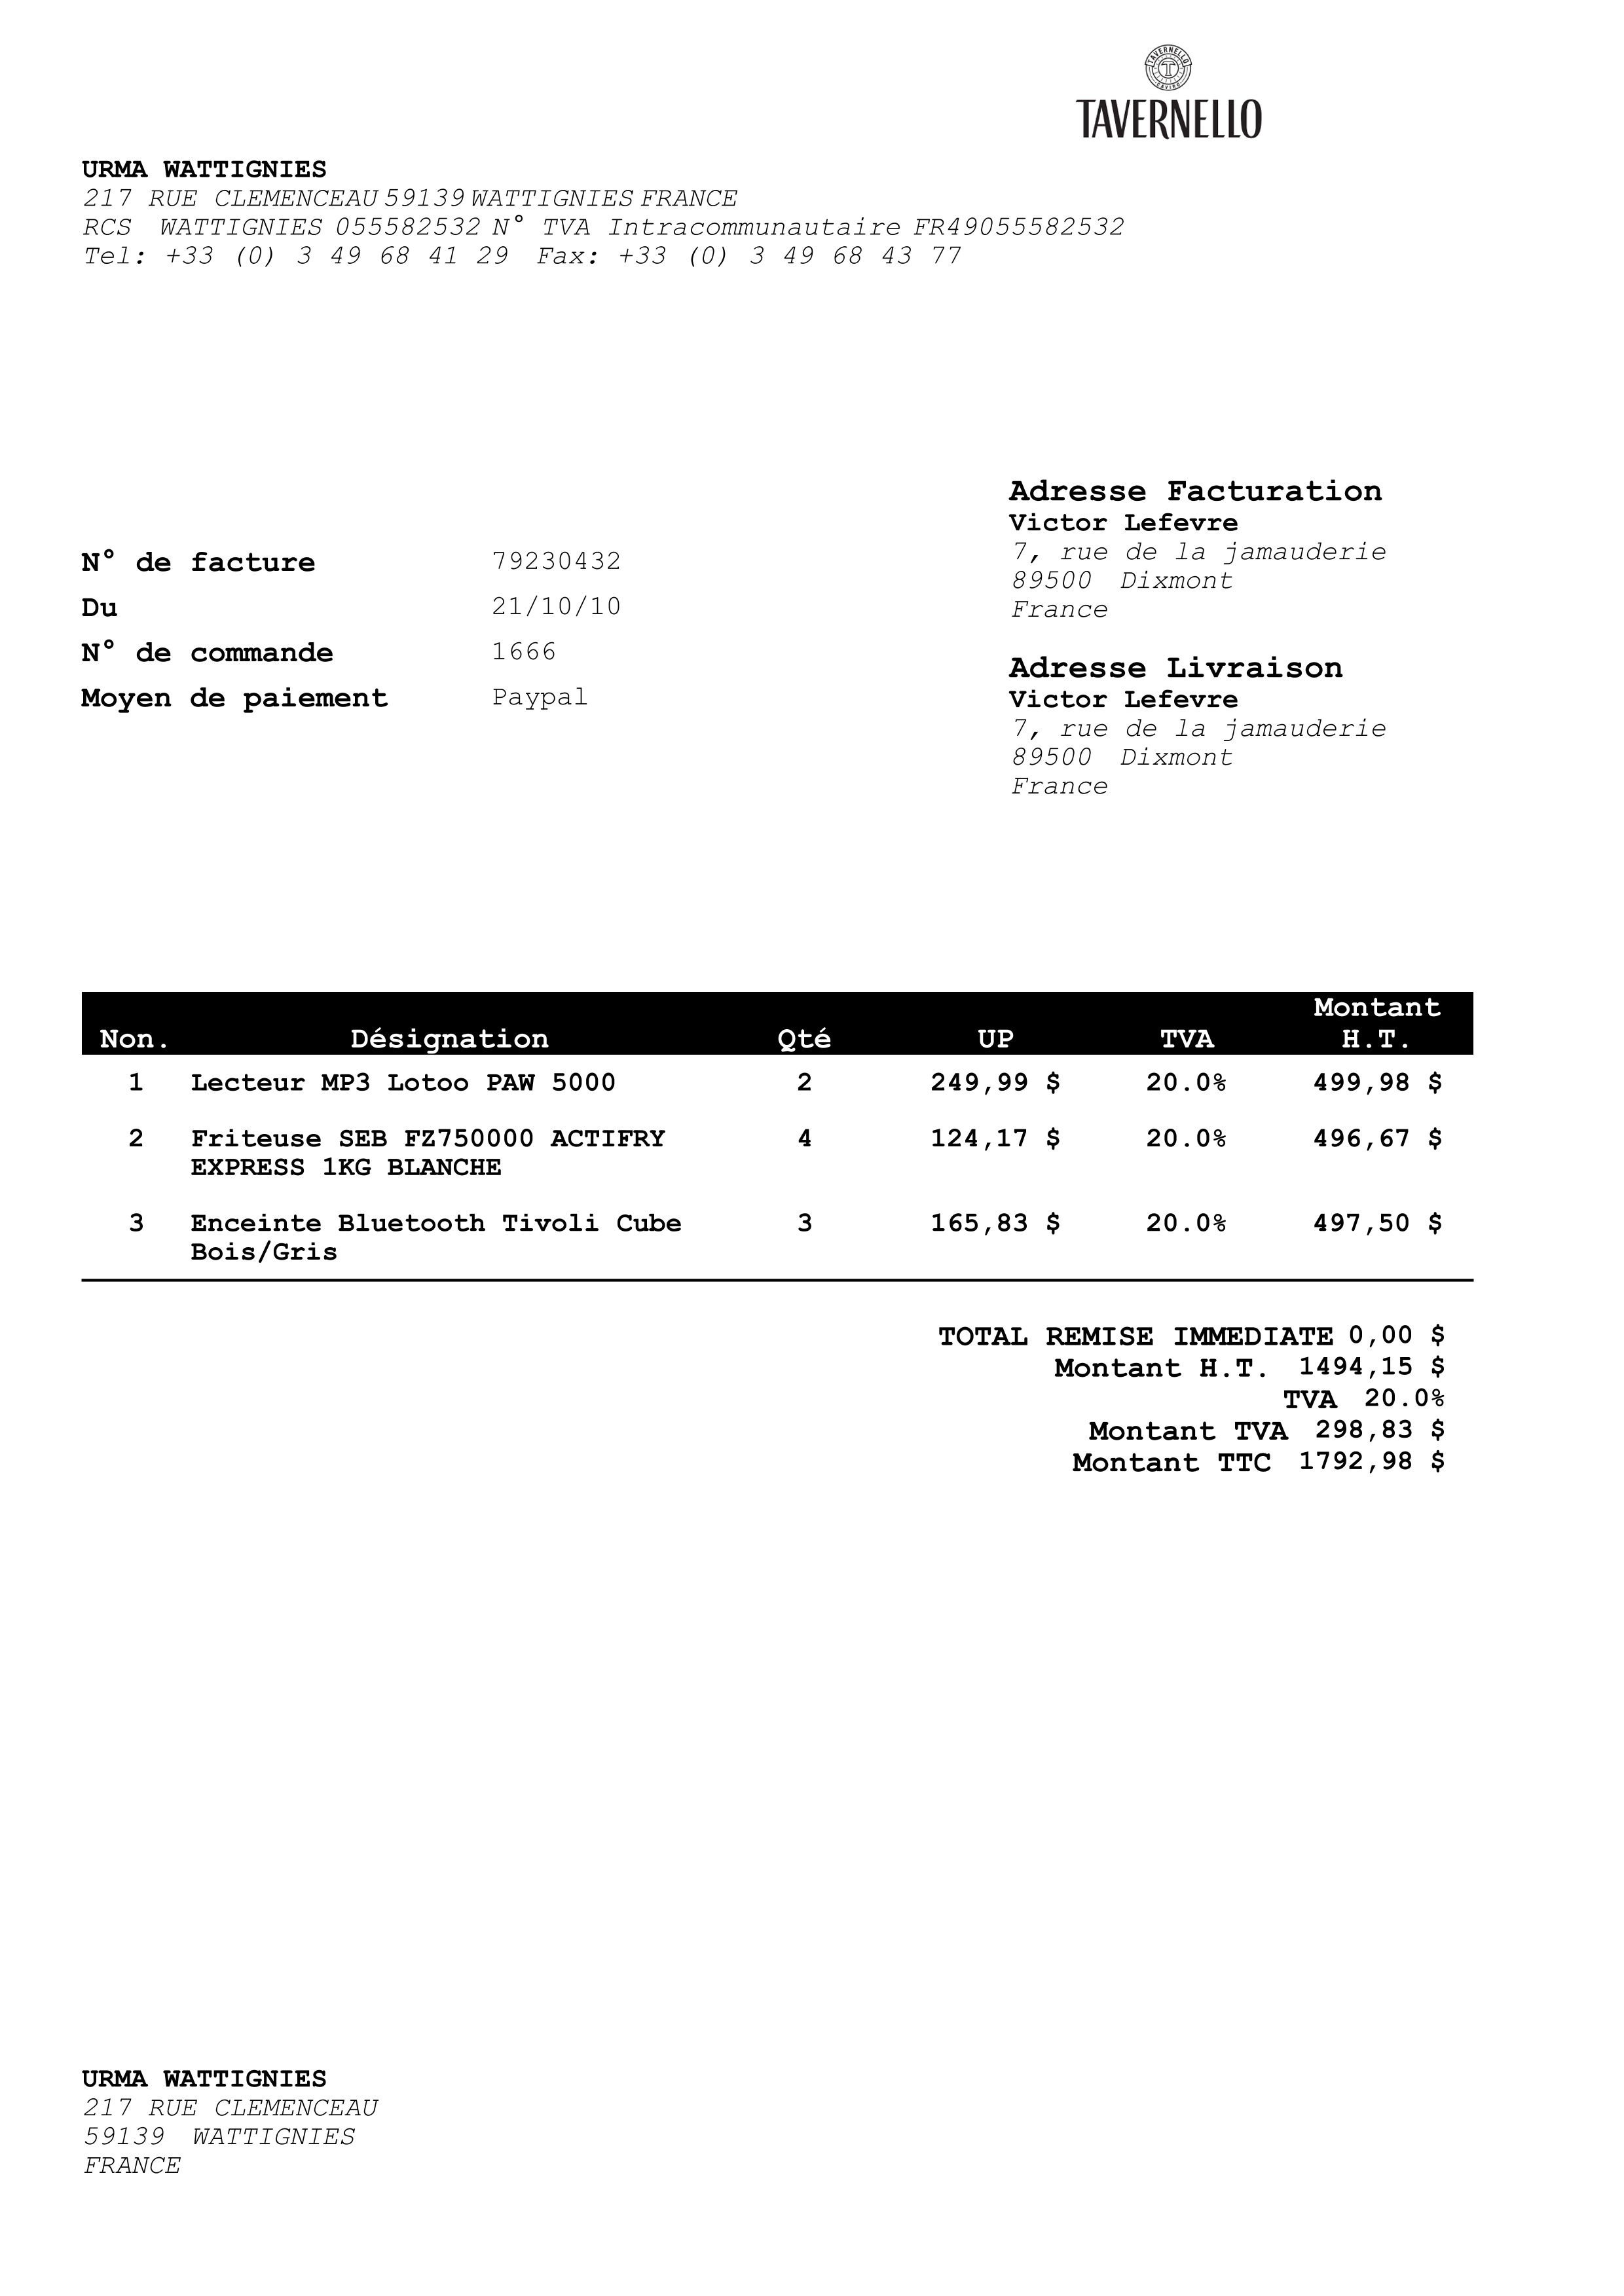 TAVERNELLO
CAVIRO
TAVERNELLO
URMA WATTIGNIES
217 RUE CLEMENCEAU 59139 WATTIGNIES FRANCE
RCS WATTIGNIES 055582532 N° TVA Intracommunautaire FR49055582532
Tel: +33 (0) 3 49 68 41 29 Fax: +33 (0) 3 49 68 43 77
N° de facture 79230432
Du 21/10/10
N° de commande 1666
Moyen de paiement Paypal
Adresse Facturation
Victor Lefevre
7, rue de la jamauderie
89500 Dixmont
France
Adresse Livraison
Victor Lefevre
7, rue de la jamauderie
89500 Dixmont
France
Non. Désignation Qté UP TVA Montant H.T.
1 Lecteur MP3 Lotoo PAW 5000 2 249,99 $ 20.0% 499,98 $
2 Friteuse SEB FZ750000 ACTIFRY 4 124,17 $ 20.0% 496,67 $
EXPRESS 1KG BLANCHE
3 Enceinte Bluetooth Tivoli Cube 3 165,83 $ 20.0% 497,50 $
Bois/Gris
TOTAL REMISE IMMEDIATE 0,00 $
Montant H.T. 1494,15 $
TVA 20.0%
Montant TVA 298,83 $
Montant TTC 1792,98 $
URMA WATTIGNIES
217 RUE CLEMENCEAU
59139 WATTIGNIES
FRANCE